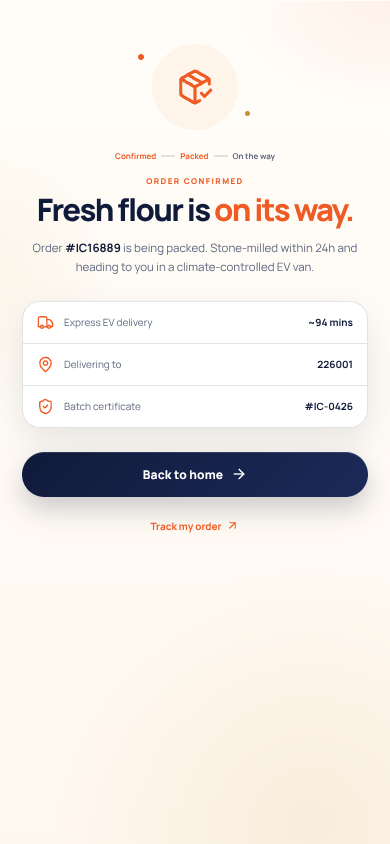 Confirmed — Packed — On the way
ORDER CONFIRMED
Fresh flour is on its way.
Order #IC16889 is being packed. Stone-milled within 24h and
heading to you in a climate-controlled EV van.
Express EV delivery ~94 mins
Delivering to 226001
Batch certificate #IC-0426
Back to home →
Track my order ↗